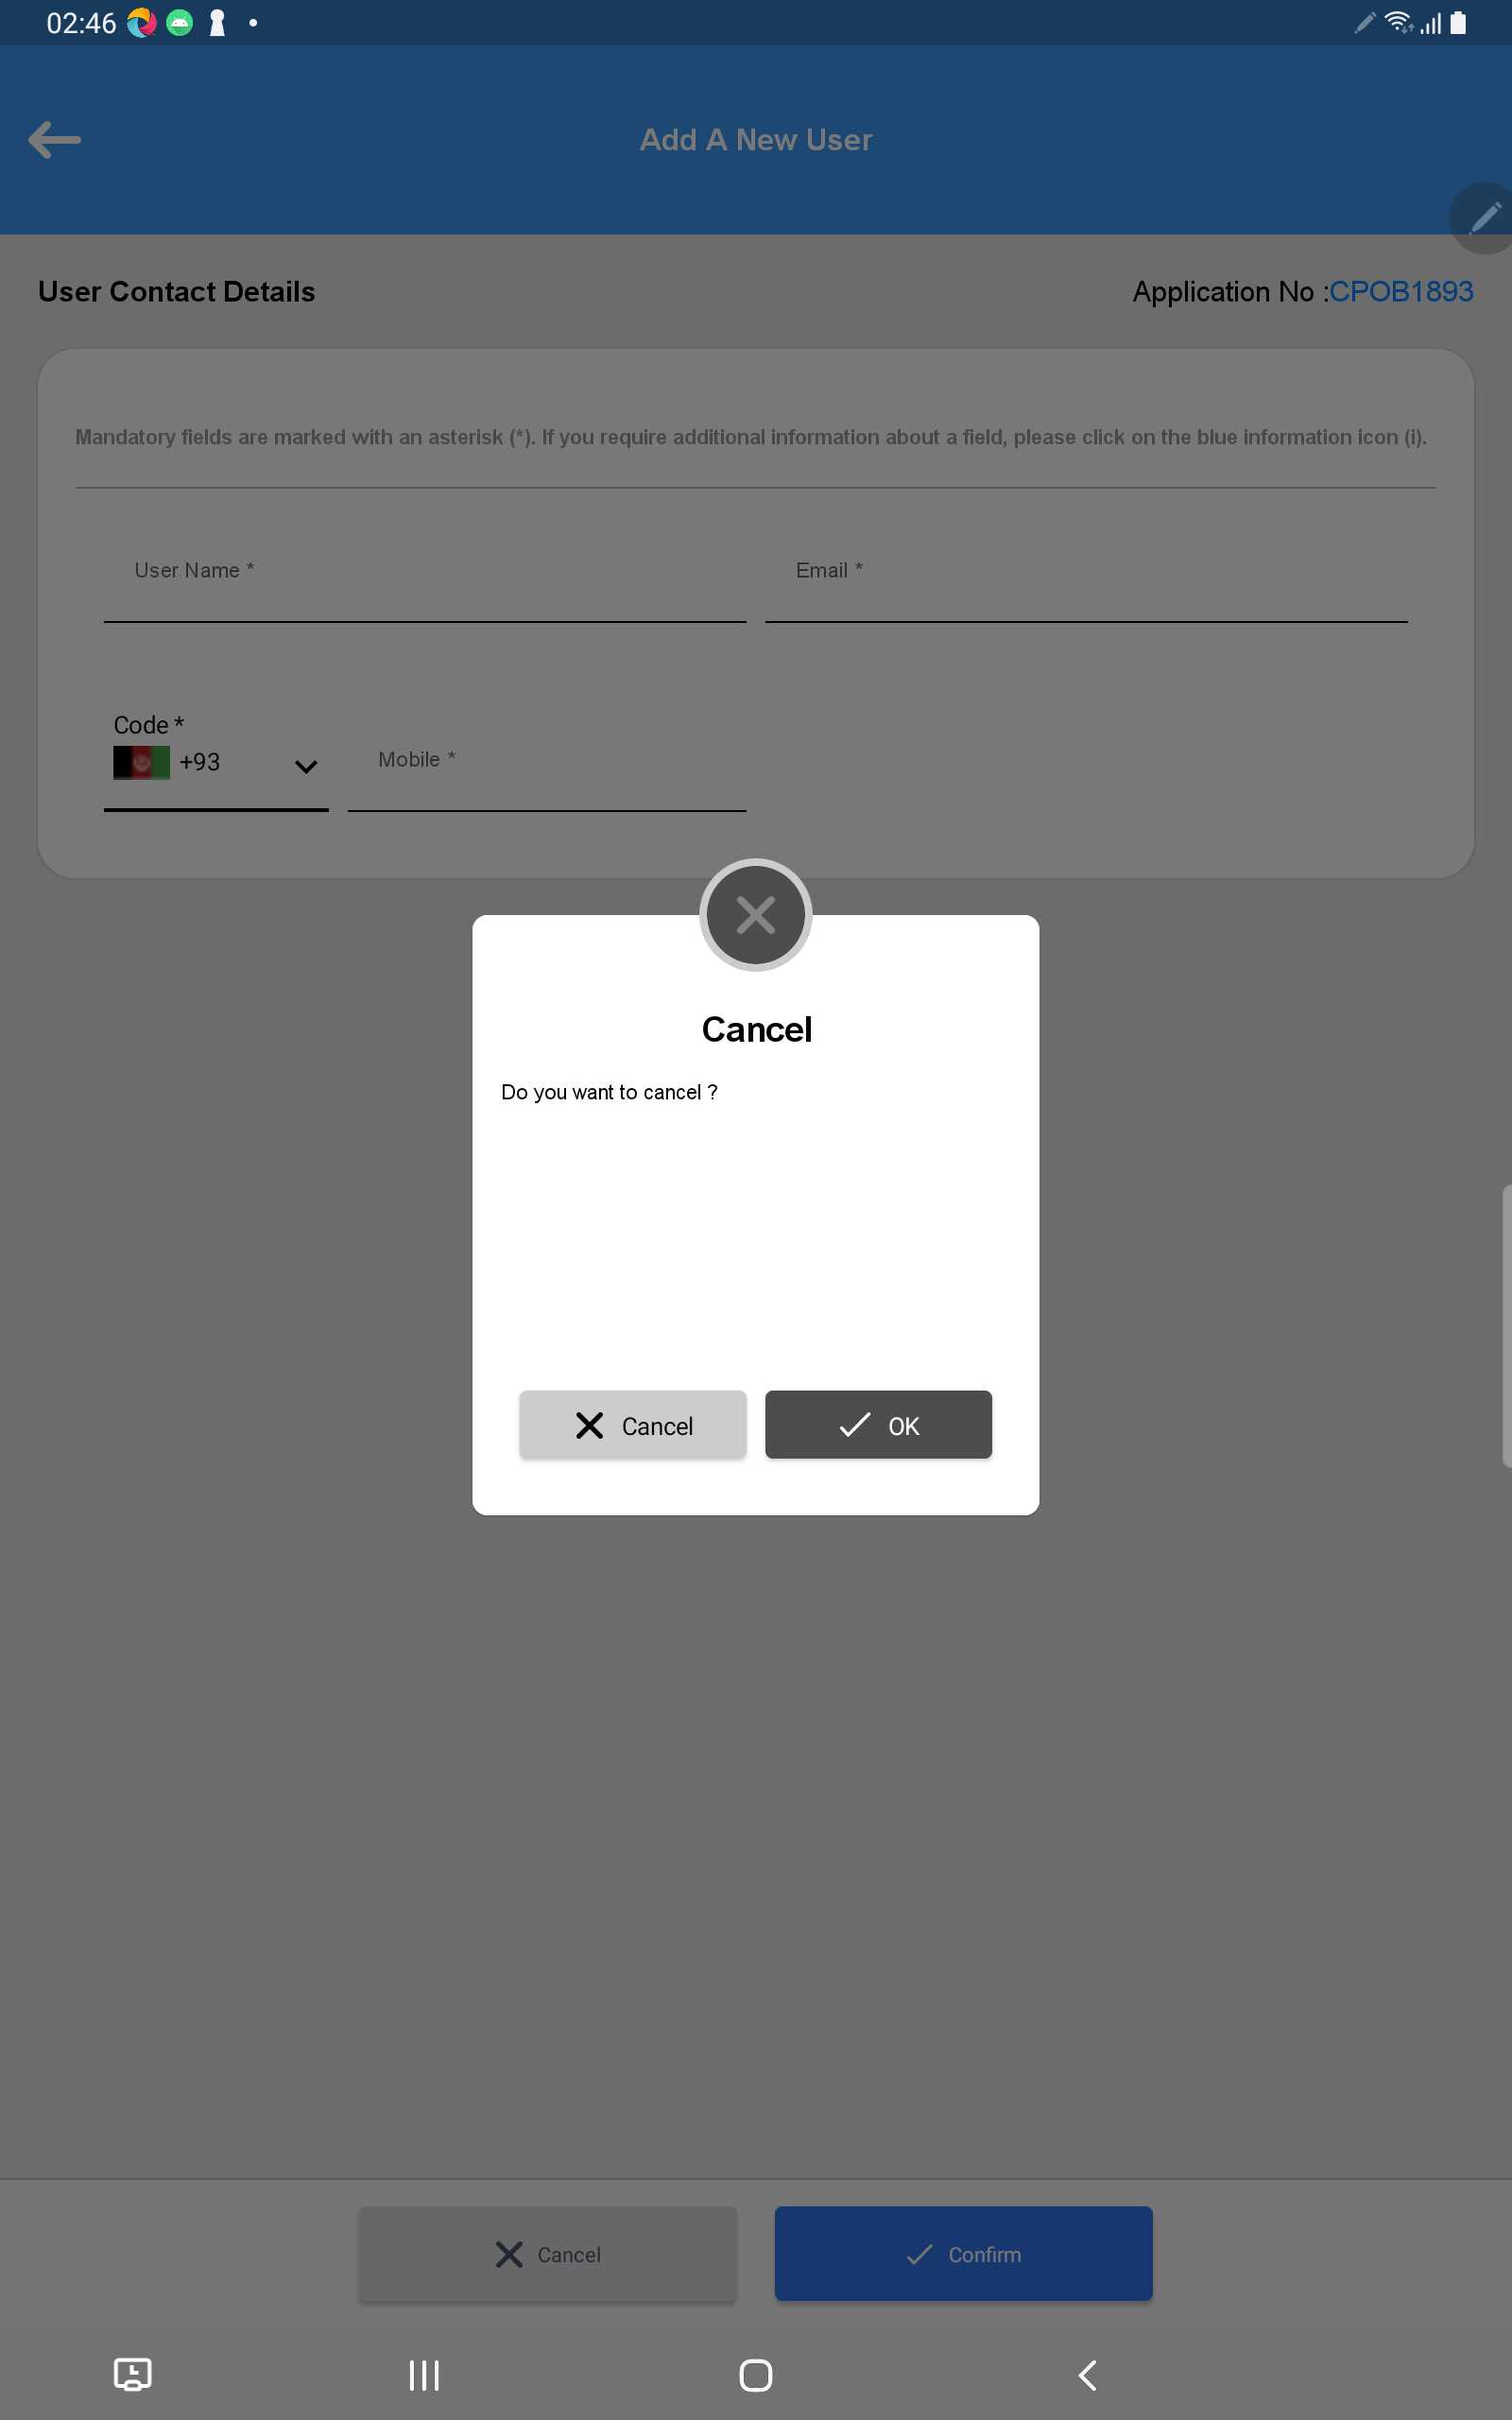 02:46
Add A New User
User Contact Details
Application No :CPOB1893
Mandatory fields are marked with an asterisk (*). If you require additional information about a field, please click on the blue information icon (i).
User Name *
Email *
Code *
+93
Mobile *
Cancel
Do you want to cancel ?
Cancel
OK
Cancel
Confirm